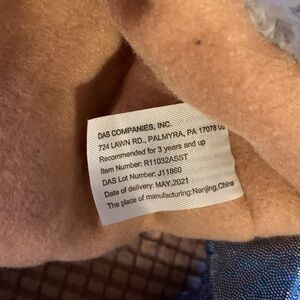 DAS COMPANIES, INC.
724 LAWN RD., PALMYRA, PA 17078 US
Recommended for 3 years and up
Item Number: R11032ASST
DAS Lot Number: J11860
Date of delivery: MAY.2021
The place of manufacturing:Nanjing,China